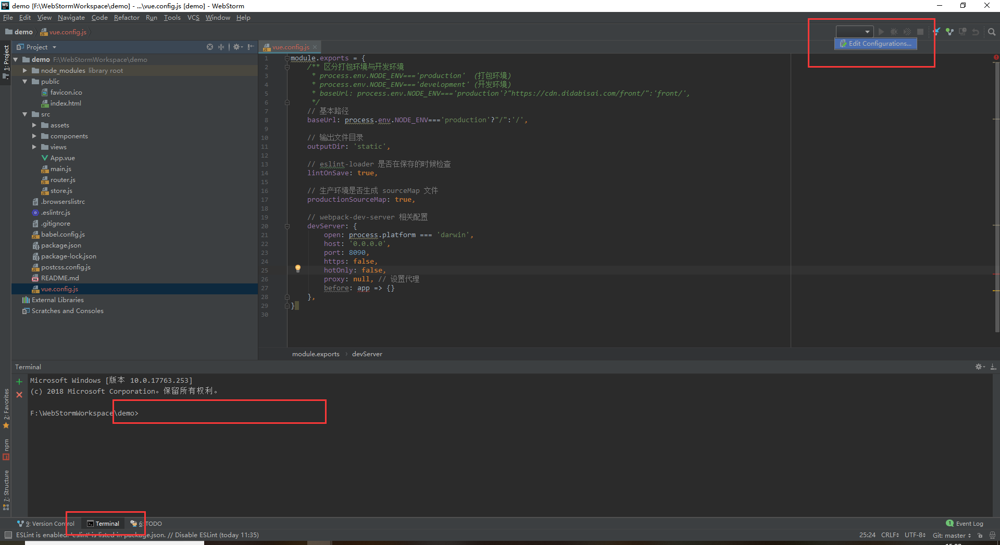 demo [F:\WebStormWorkspace\demo] - ...\vue.config.js [demo] - WebStorm
File Edit View Navigate Code Refactor Run Tools VCS Window Help
demo vue.config.js
Edit Configurations...
1: Project
Project
demo F:\WebStormWorkspace\demo
node_modules library root
public
favicon.ico
index.html
src
assets
components
views
App.vue
main.js
router.js
store.js
.browserslistrc
.eslintrc.js
.gitignore
babel.config.js
package.json
package-lock.json
postcss.config.js
README.md
vue.config.js
External Libraries
Scratches and Consoles
vue.config.js
1 module.exports = {
2 /** 区分打包环境与开发环境
3 * process.env.NODE_ENV==='production' (打包环境)
4 * process.env.NODE_ENV==='development' (开发环境)
5 * baseUrl: process.env.NODE_ENV==='production'?"https://cdn.didabisai.com/front/":'front/',
6 */
7 // 基本路径
8 baseUrl: process.env.NODE_ENV==='production'?"/":'/',
9
10 // 输出文件目录
11 outputDir: 'static',
12
13 // eslint-loader 是否在保存的时候检查
14 lintOnSave: true,
15
16 // 生产环境是否生成 sourceMap 文件
17 productionSourceMap: true,
18
19 // webpack-dev-server 相关配置
20 devServer: {
21 open: process.platform === 'darwin',
22 host: '0.0.0.0',
23 port: 8090,
24 https: false,
25 hotOnly: false,
26 proxy: null, // 设置代理
27 before: app => {}
28 },
29 }
30
module.exports devServer
Terminal
Microsoft Windows [版本 10.0.17763.253]
(c) 2018 Microsoft Corporation。保留所有权利。
F:\WebStormWorkspace\demo>
2: Favorites
npm
7: Structure
9: Version Control Terminal 6: TODO 1 Event Log
ESLint is enabled. 'eslint' is listed in package.json. // Disable ESLint (today 11:35) 25:24 CRLF UTF-8 Git: master